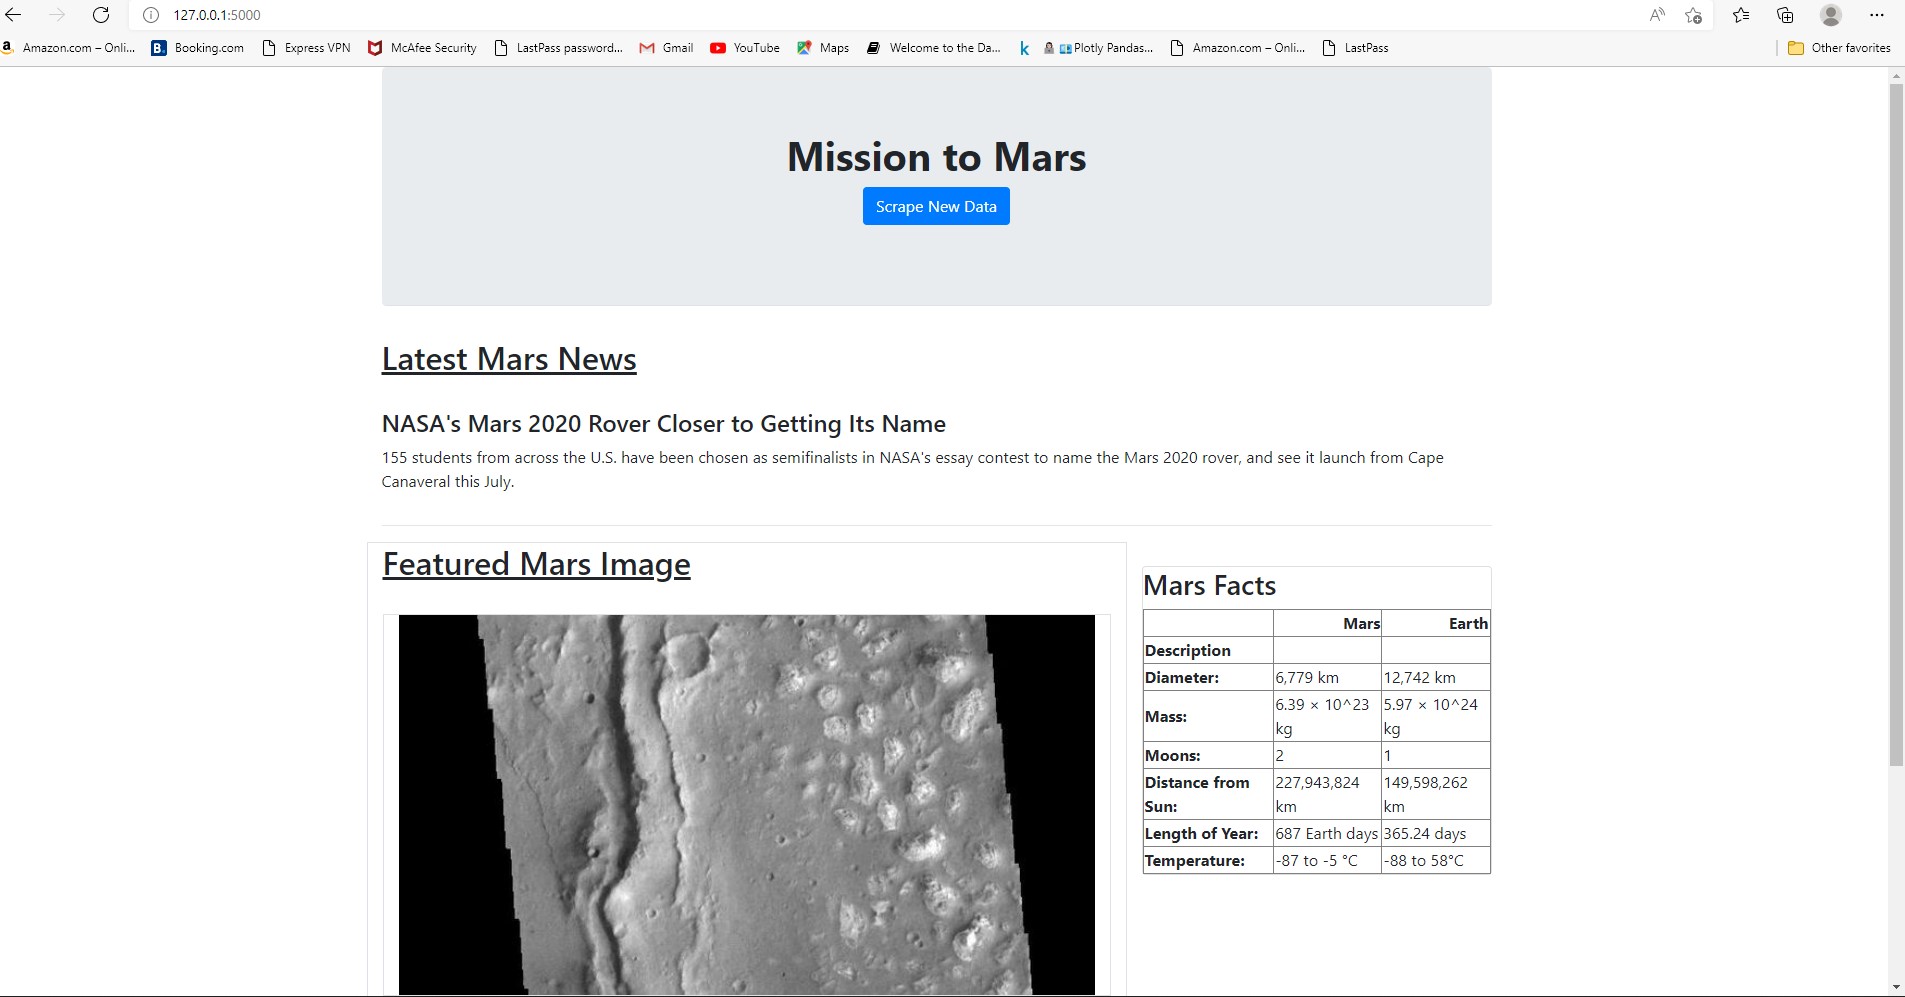 127.0.0.1:5000
Amazon.com – Onli...
Booking.com
Express VPN
McAfee Security
LastPass password...
Gmail
YouTube
Maps
Welcome to the Da...
Plotly Pandas...
Amazon.com – Onli...
LastPass
Other favorites
Mission to Mars
Scrape New Data
Latest Mars News
NASA's Mars 2020 Rover Closer to Getting Its Name
155 students from across the U.S. have been chosen as semifinalists in NASA's essay contest to name the Mars 2020 rover, and see it launch from Cape
Canaveral this July.
Featured Mars Image
Mars Facts
Mars Earth
Description
Diameter: 6,779 km 12,742 km
Mass: 6.39 × 10^23 kg 5.97 × 10^24 kg
Moons: 2 1
Distance from Sun: 227,943,824 km 149,598,262 km
Length of Year: 687 Earth days 365.24 days
Temperature: -87 to -5 °C -88 to 58°C